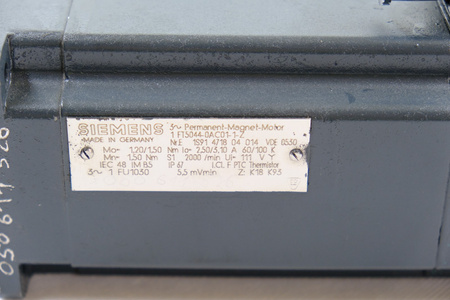 SIEMENS 3~ Permanent-Magnet-Motor
MADE IN GERMANY 1 FT5044-0AC01-1-Z
Nr.E 1S91 4718 04 014 VDE 0530
Mo- 1,20/1,50 Nm Io- 2,50/3,10 A 60/100 K
Mn- 1,50 Nm S1 2000 /min Ui- 111 V Y
IEC 48 IM B5 IP 67 LCL F PTC Thermistor
3~ 1 FU1030 5,5 mVmin Z: K18 K93